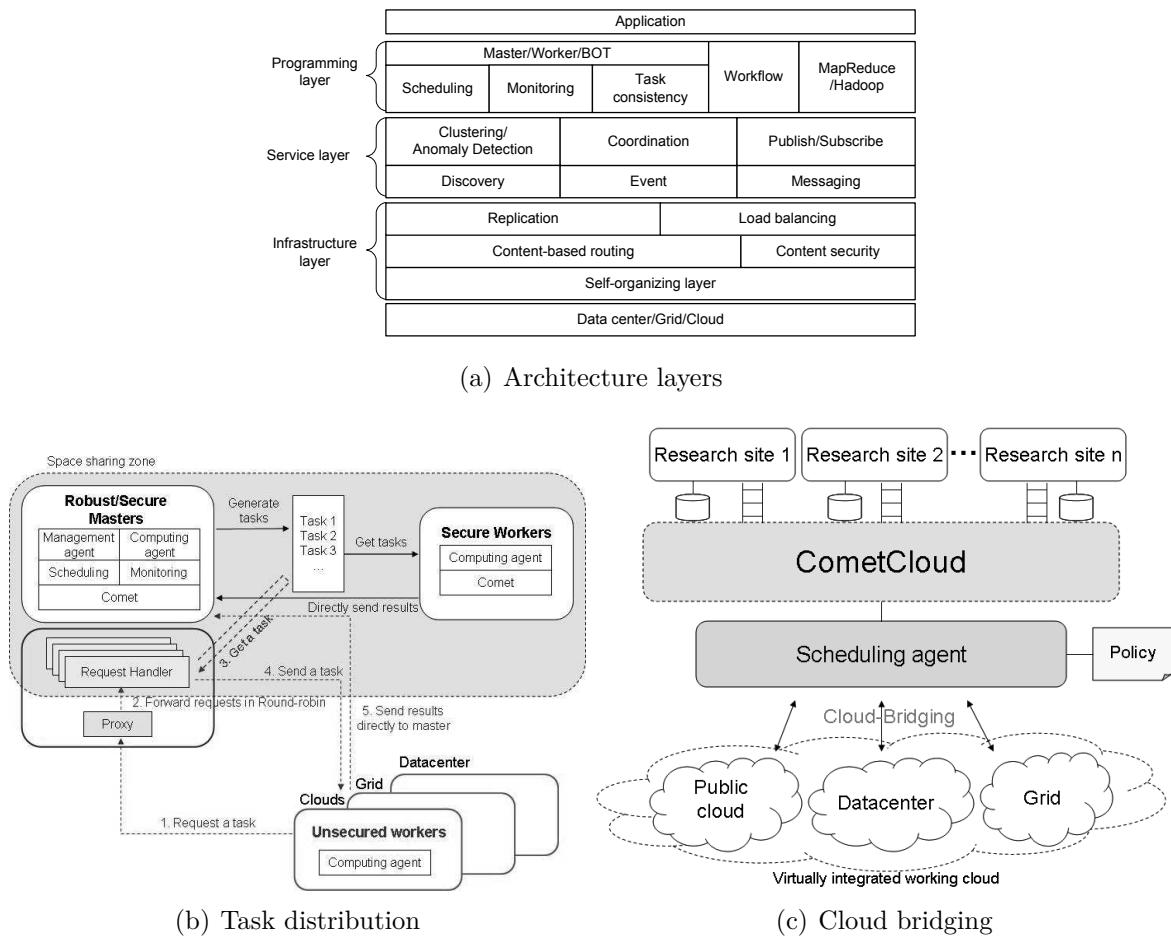 Application
Programming
layer
Master/Worker/BOT
Scheduling
Monitoring
Task
consistency
Workflow
MapReduce
/Hadoop
Service layer
Clustering/
Anomaly Detection
Coordination
Publish/Subscribe
Discovery
Event
Messaging
Infrastructure
layer
Replication
Load balancing
Content-based routing
Content security
Self-organizing layer
Data center/Grid/Cloud
(a) Architecture layers
Space sharing zone
Robust/Secure
Masters
Management
agent
Computing
agent
Scheduling
Monitoring
Comet
Generate
tasks
Task 1
Task 2
Task 3
...
Get tasks
Secure Workers
Computing agent
Comet
Directly send results
3. Get a task
Request Handler
4. Send a task
2. Forward requests in Round-robin
Proxy
5. Send results
directly to master
Datacenter
Grid
Clouds
1. Request a task
Unsecured workers
Computing agent
(b) Task distribution
Research site 1
Research site 2
...
Research site n
CometCloud
Scheduling agent
Policy
Cloud-Bridging
Public
cloud
Datacenter
Grid
Virtually integrated working cloud
(c) Cloud bridging